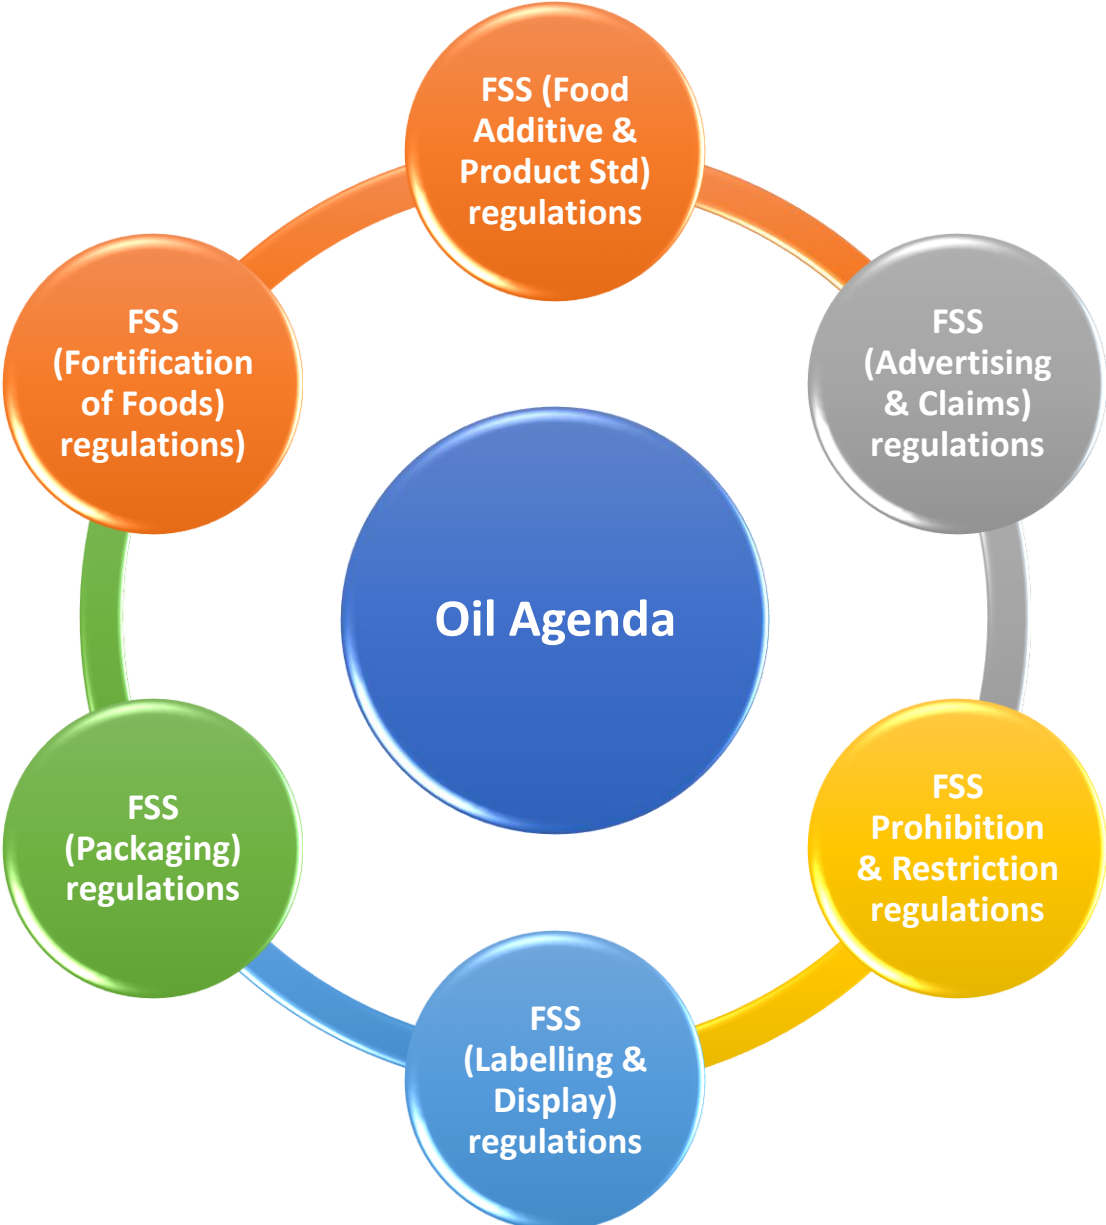 FSS (Food
Additive &
Product Std)
regulations
FSS
(Advertising
& Claims)
regulations
FSS
Prohibition
& Restriction
regulations
FSS
(Labelling &
Display)
regulations
FSS
(Packaging)
regulations
FSS
(Fortification
of Foods)
regulations)
Oil Agenda